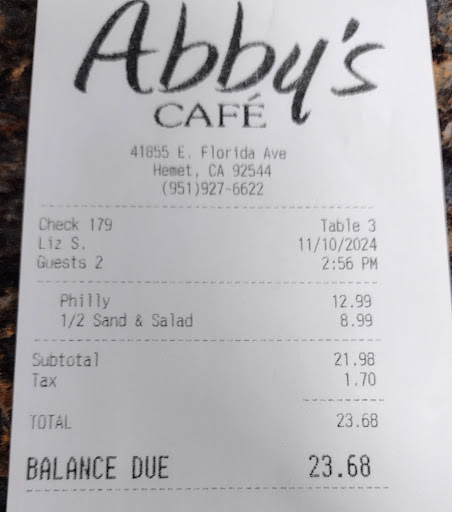 Abby's
CAFÉ
41855 E. Florida Ave
Hemet, CA 92544
(951)927-6622
Check 179 Table 3
Liz S. 11/10/2024
Guests 2 2:56 PM
Philly 12.99
1/2 Sand & Salad 8.99
Subtotal 21.98
Tax 1.70
TOTAL 23.68
BALANCE DUE 23.68